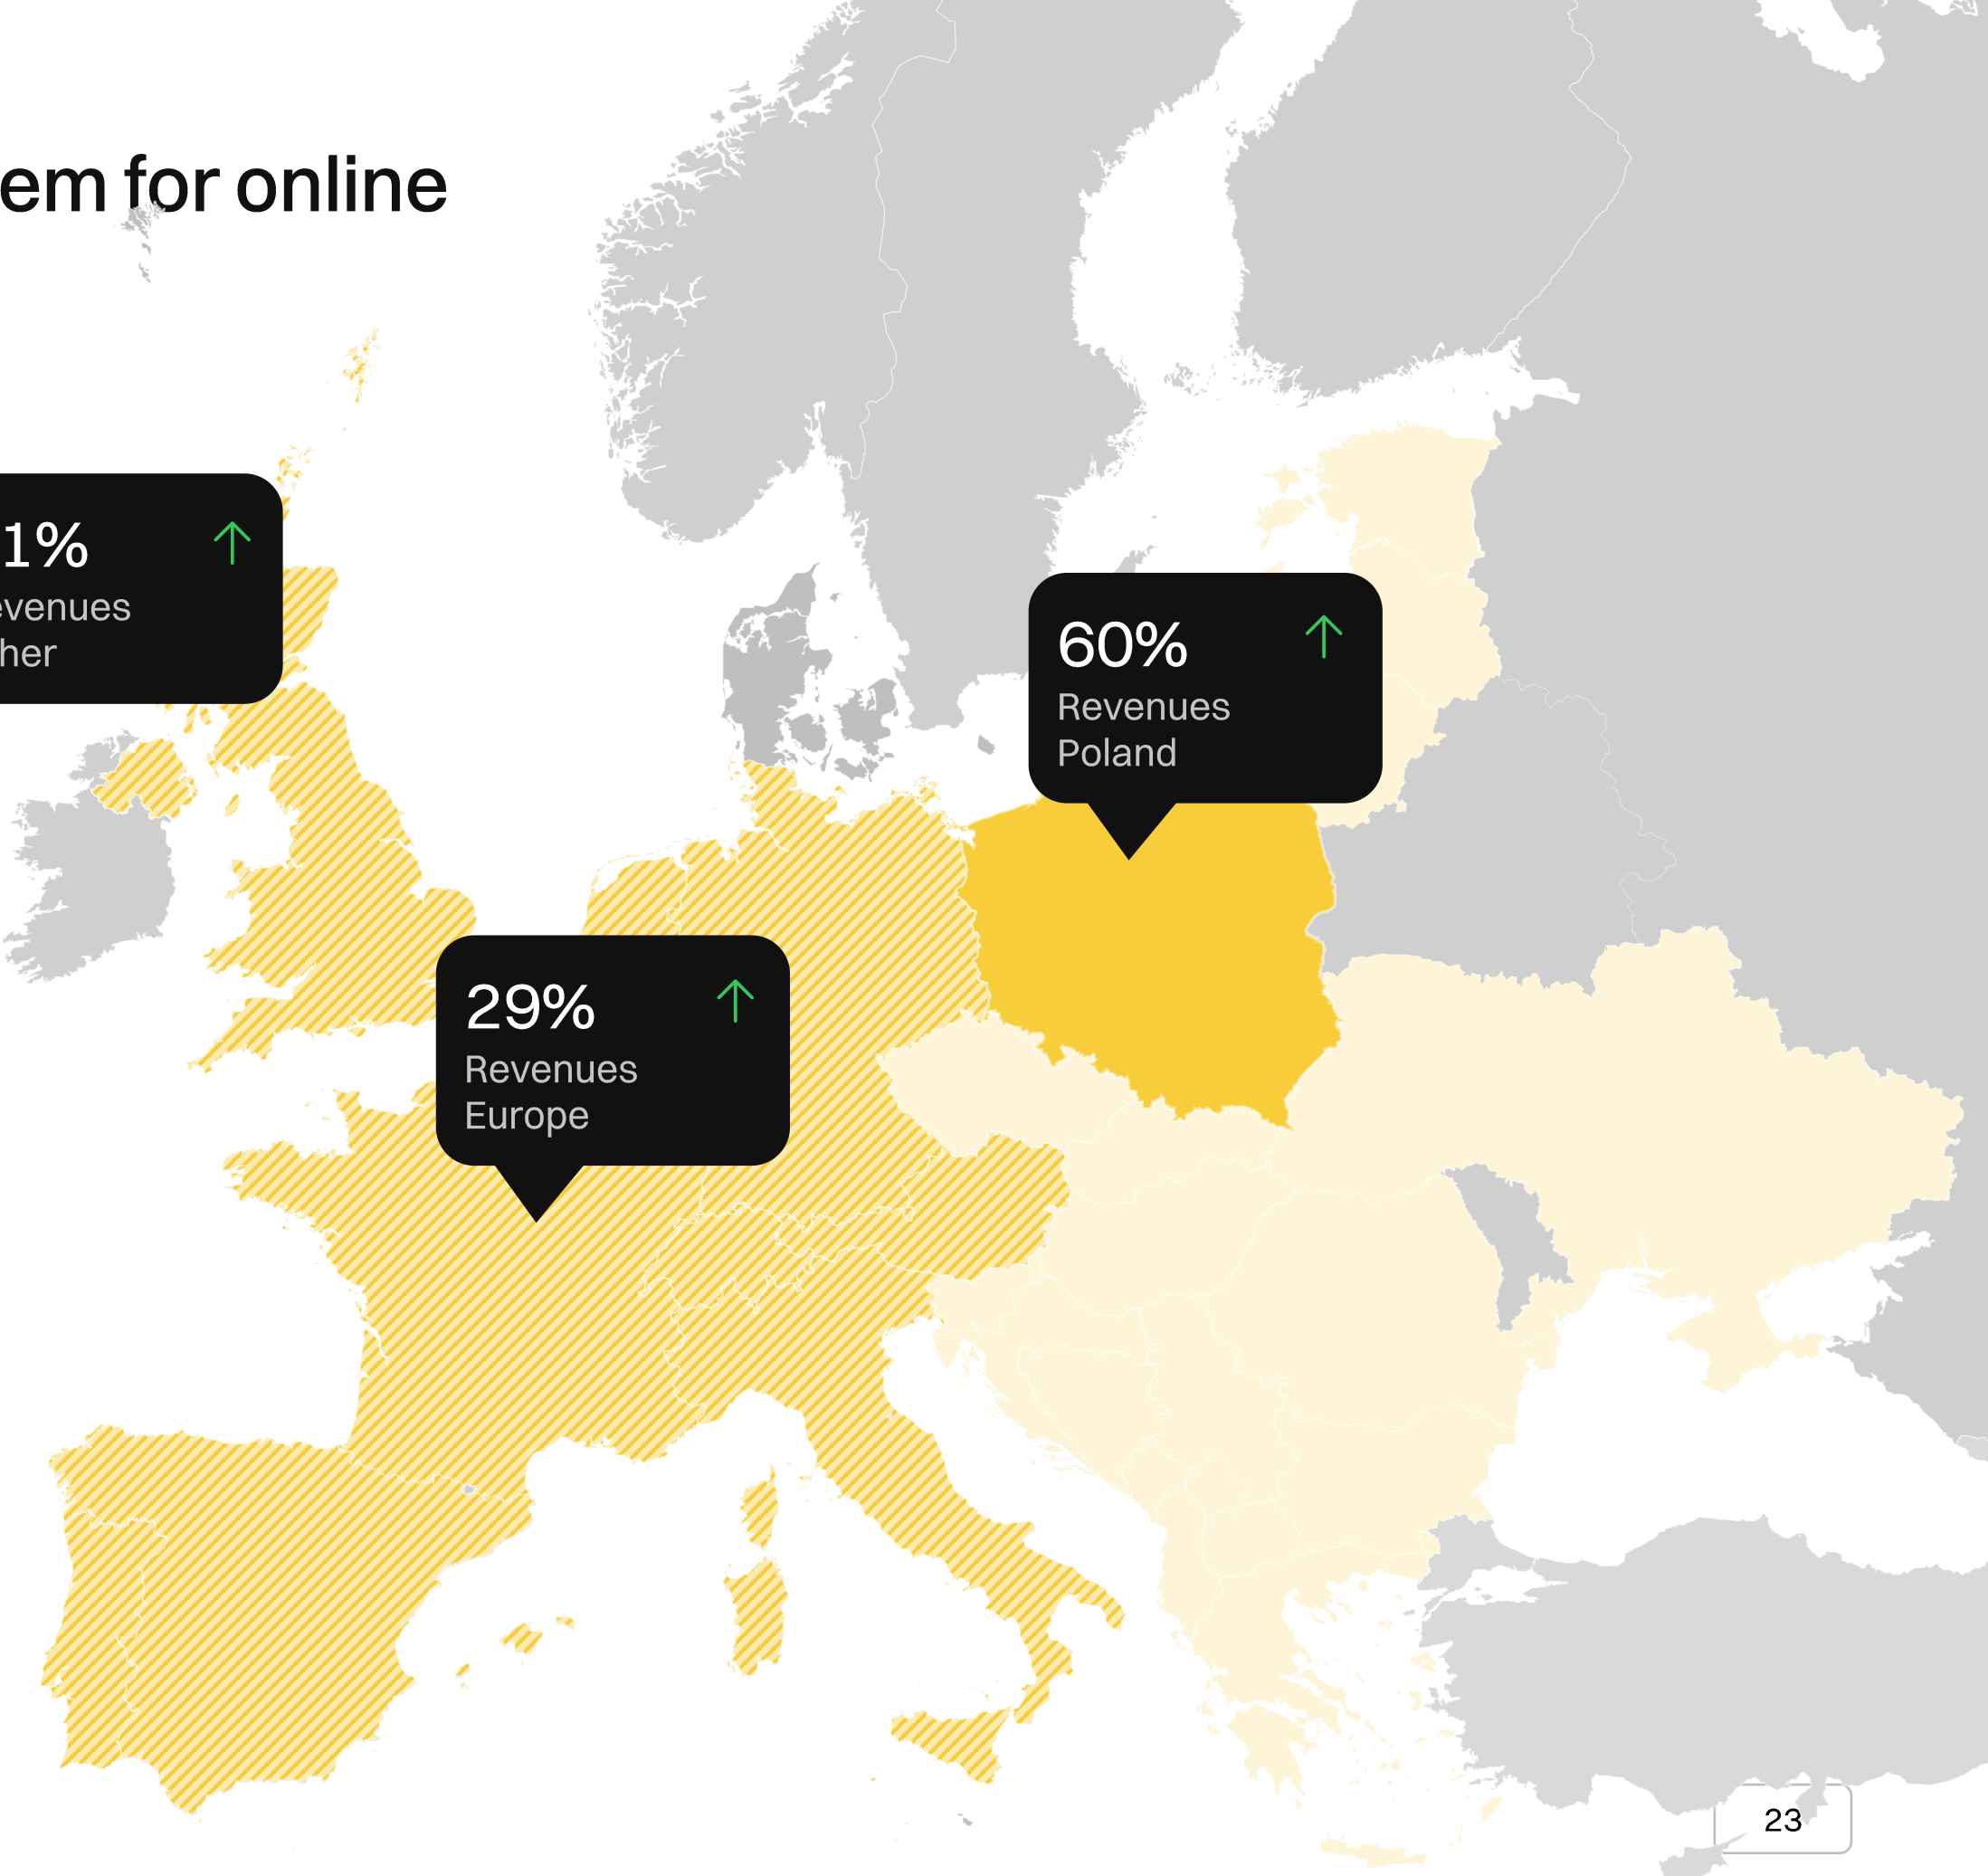 em for online
1%
evenues
her
60%
Revenues
Poland
29%
Revenues
Europe
23